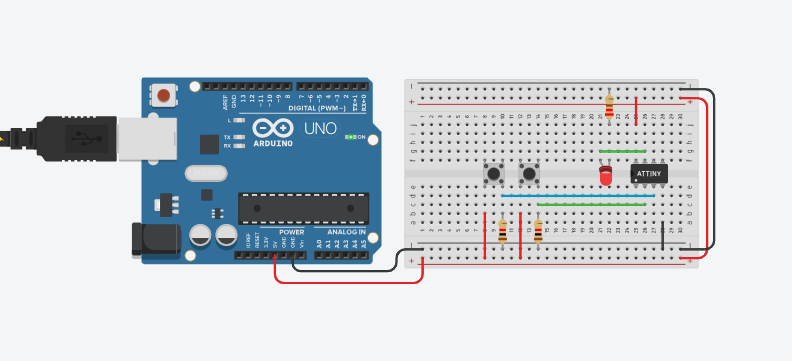 AREF
GND
13
12
~11
~10
~9
8
7
~6
~5
4
~3
2
TX→1
RX←0
DIGITAL (PWM~)
L
TX
RX
UNO
ARDUINO
ON
POWER
ANALOG IN
IOREF
RESET
3.3V
5V
GND
GND
Vin
A0
A1
A2
A3
A4
A5
ATTINY
j
i
h
g
f
e
d
c
b
a